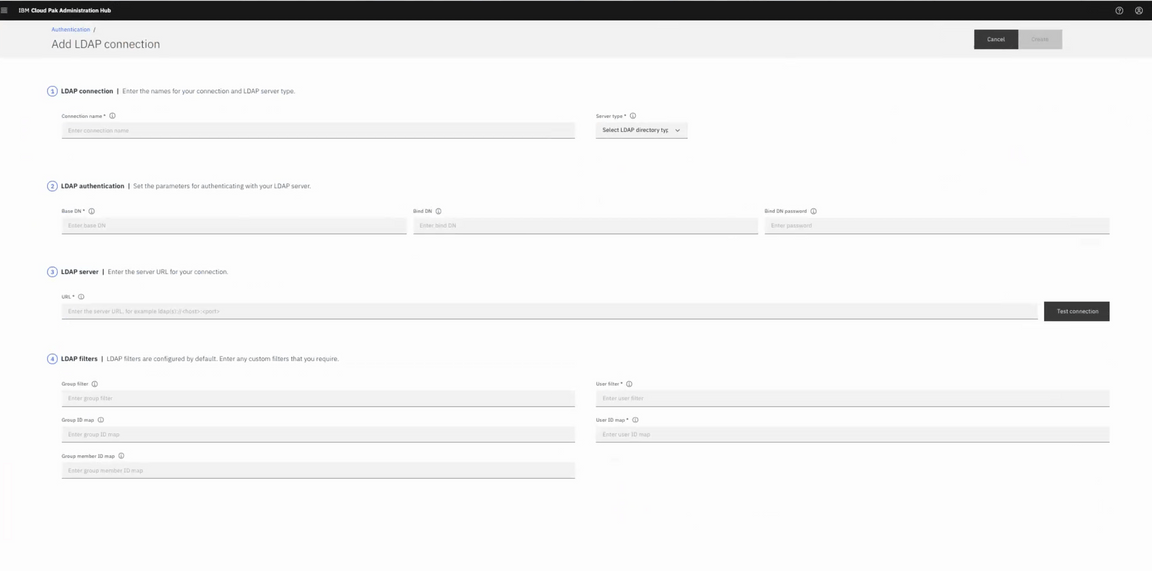 IBM Cloud Pak Administration Hub
Authentication /
Add LDAP connection
Cancel
Create
1 LDAP connection | Enter the names for your connection and LDAP server type.
Connection name *
Server type *
Enter connection name
Select LDAP directory typ
2 LDAP authentication | Set the parameters for authenticating with your LDAP server.
Base DN *
Bind DN
Bind DN password
Enter base DN
Enter bind DN
Enter password
3 LDAP server | Enter the server URL for your connection.
URL *
Enter the server URL, for example ldap(s)://<host>:<port>
Test connection
4 LDAP filters | LDAP filters are configured by default. Enter any custom filters that you require.
Group filter
User filter *
Enter group filter
Enter user filter
Group ID map
User ID map *
Enter group ID map
Enter user ID map
Group member ID map
Enter group member ID map